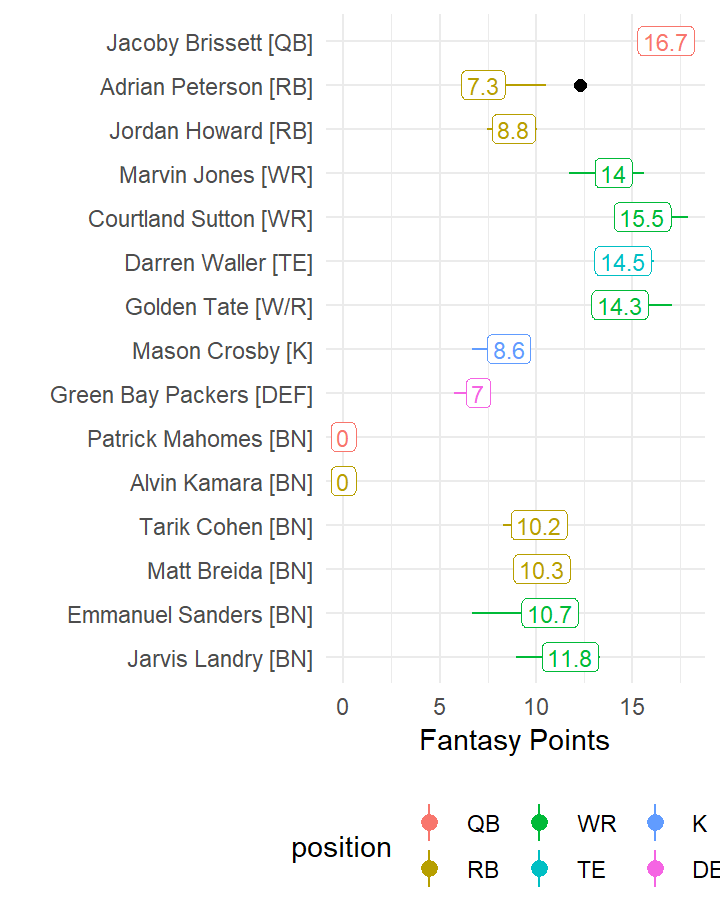 Jacoby Brissett [QB] 16.7
Adrian Peterson [RB] 7.3
Jordan Howard [RB] 8.8
Marvin Jones [WR] 14
Courtland Sutton [WR] 15.5
Darren Waller [TE] 14.5
Golden Tate [W/R] 14.3
Mason Crosby [K] 8.6
Green Bay Packers [DEF] 7
Patrick Mahomes [BN] 0
Alvin Kamara [BN] 0
Tarik Cohen [BN] 10.2
Matt Breida [BN] 10.3
Emmanuel Sanders [BN] 10.7
Jarvis Landry [BN] 11.8
0 5 10 15
Fantasy Points
position
QB WR K
RB TE DE